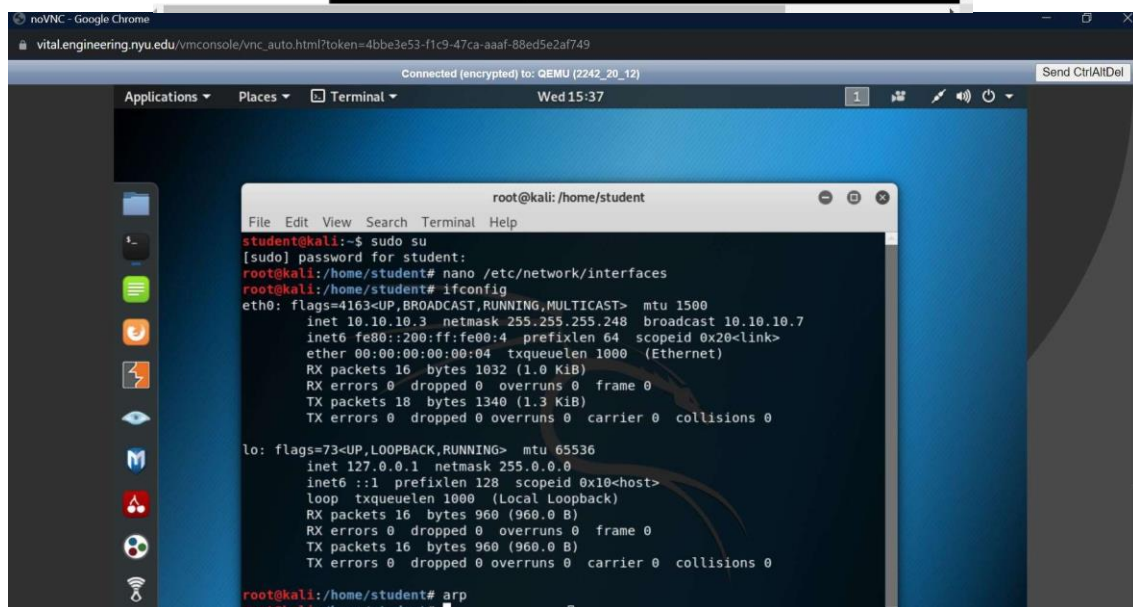 noVNC - Google Chrome
vital.engineering.nyu.edu/vmconsole/vnc_auto.html?token=4bbe3e53-f1c9-47ca-aaaf-88ed5e2af749
Connected (encrypted) to: QEMU (2242_20_12)
Send CtrlAltDel
Applications Places Terminal Wed 15:37 1
root@kali: /home/student
File Edit View Search Terminal Help
student@kali:~$ sudo su
[sudo] password for student:
root@kali:/home/student# nano /etc/network/interfaces
root@kali:/home/student# ifconfig
eth0: flags=4163<UP,BROADCAST,RUNNING,MULTICAST> mtu 1500
inet 10.10.10.3 netmask 255.255.255.248 broadcast 10.10.10.7
inet6 fe80::200:ff:fe00:4 prefixlen 64 scopeid 0x20<link>
ether 00:00:00:00:00:04 txqueuelen 1000 (Ethernet)
RX packets 16 bytes 1032 (1.0 KiB)
RX errors 0 dropped 0 overruns 0 frame 0
TX packets 18 bytes 1340 (1.3 KiB)
TX errors 0 dropped 0 overruns 0 carrier 0 collisions 0
lo: flags=73<UP,LOOPBACK,RUNNING> mtu 65536
inet 127.0.0.1 netmask 255.0.0.0
inet6 ::1 prefixlen 128 scopeid 0x10<host>
loop txqueuelen 1000 (Local Loopback)
RX packets 16 bytes 960 (960.0 B)
RX errors 0 dropped 0 overruns 0 frame 0
TX packets 16 bytes 960 (960.0 B)
TX errors 0 dropped 0 overruns 0 carrier 0 collisions 0
root@kali:/home/student# arp